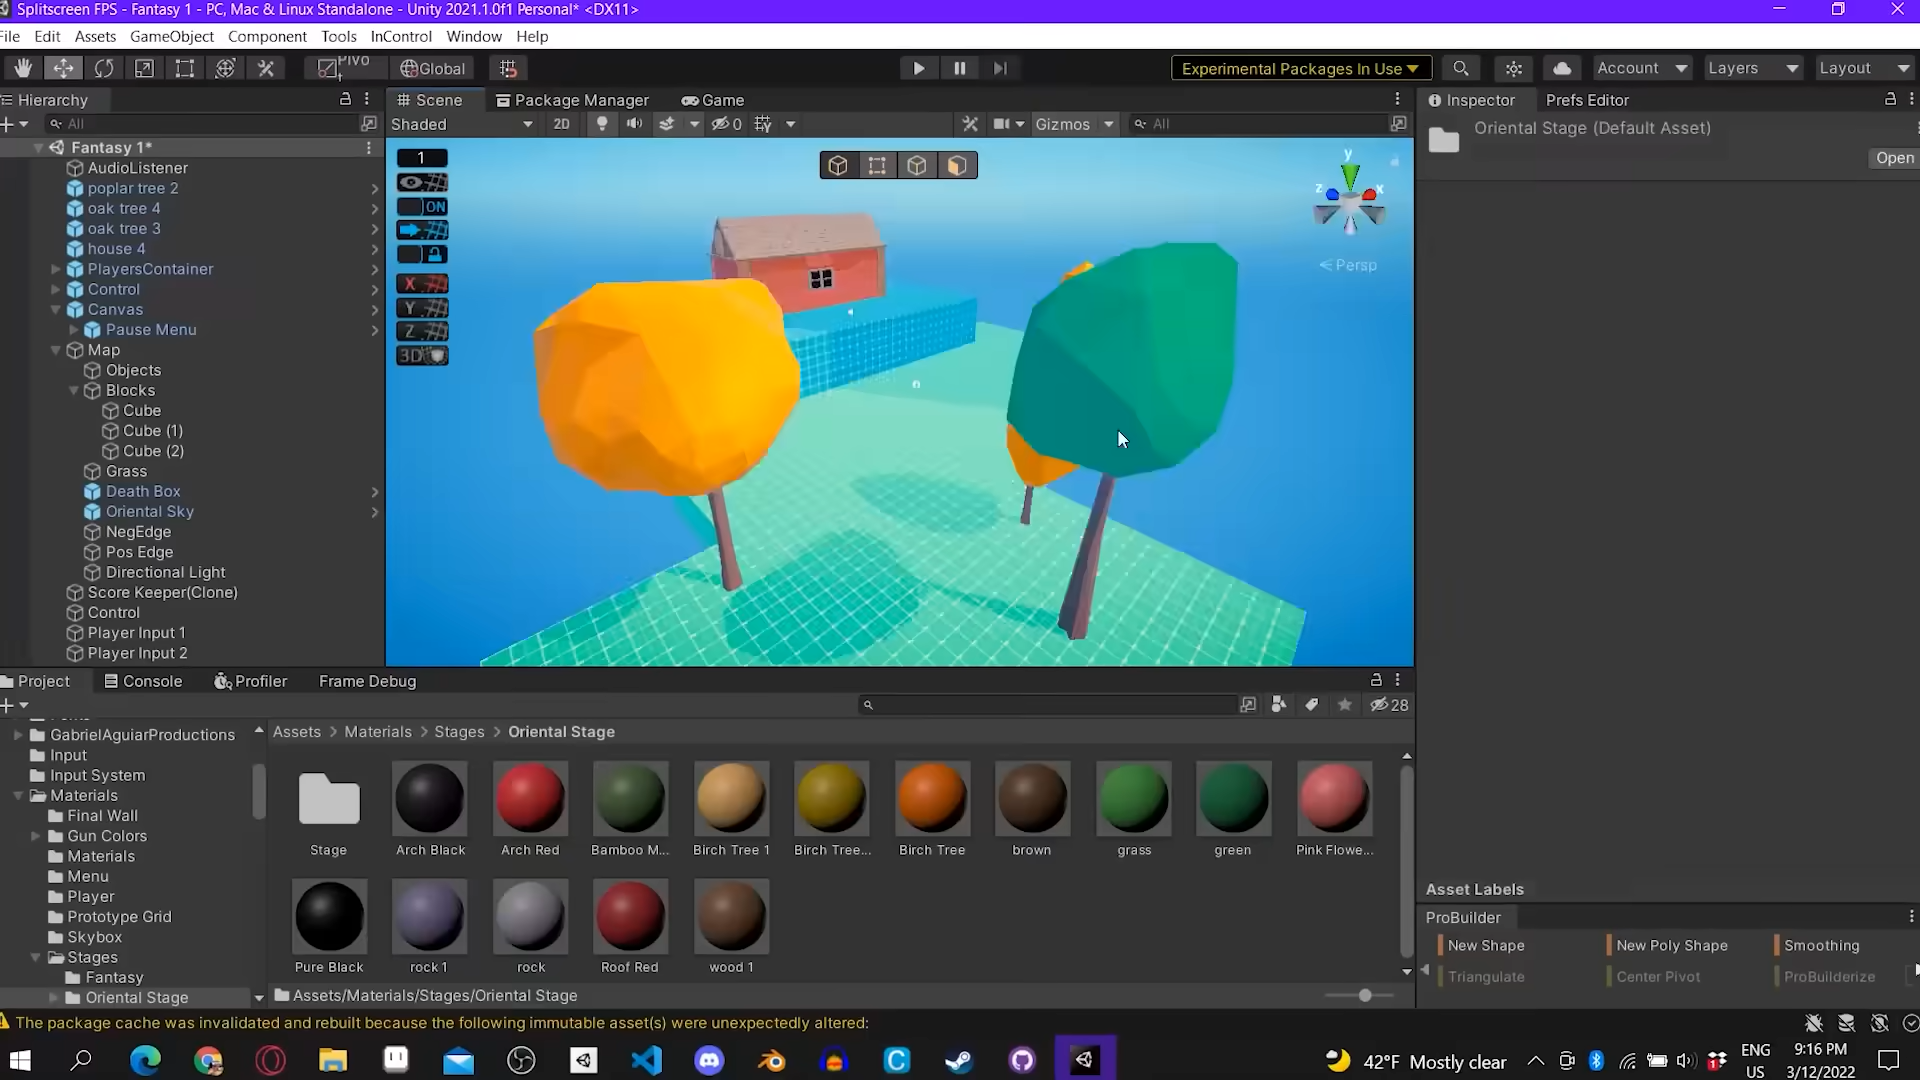 Splitscreen FPS - Fantasy 1 - PC, Mac & Linux Standalone - Unity 2021.1.0f1 Personal* <DX11>
File Edit Assets GameObject Component Tools InControl Window Help
Pivot Global Experimental Packages In Use Account Layers Layout
Hierarchy
All
Fantasy 1*
AudioListener
poplar tree 2
oak tree 4
oak tree 3
house 4
PlayersContainer
Control
Canvas
Pause Menu
Map
Objects
Blocks
Cube
Cube (1)
Cube (2)
Grass
Death Box
Oriental Sky
NegEdge
Pos Edge
Directional Light
Score Keeper(Clone)
Control
Player Input 1
Player Input 2
Scene Package Manager Game
Shaded 2D 0 Gizmos All
1
ON
X
Y
Z
3D
y
z x
Persp
Inspector Prefs Editor
Oriental Stage (Default Asset)
Open
Asset Labels
ProBuilder
New Shape New Poly Shape Smoothing
Triangulate Center Pivot ProBuilderize
Project Console Profiler Frame Debug
28
GabrielAguiarProductions
Input
Input System
Materials
Final Wall
Gun Colors
Materials
Menu
Player
Prototype Grid
Skybox
Stages
Fantasy
Oriental Stage
Assets > Materials > Stages > Oriental Stage
Stage Arch Black Arch Red Bamboo M... Birch Tree 1 Birch Tree... Birch Tree brown grass green Pink Flowe...
Pure Black rock 1 rock Roof Red wood 1
Assets/Materials/Stages/Oriental Stage
The package cache was invalidated and rebuilt because the following immutable asset(s) were unexpectedly altered:
42°F Mostly clear
ENG
US
9:16 PM
3/12/2022